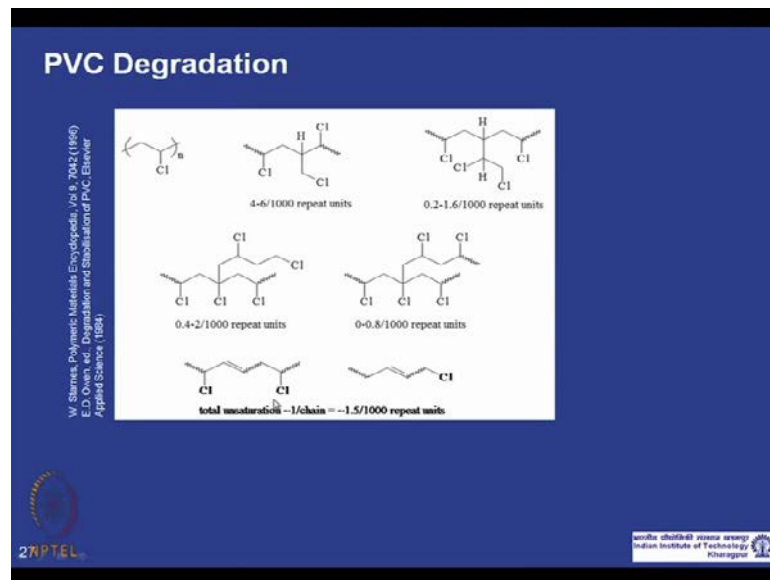 PVC Degradation
W. Starnes, Polymeric Materials Encyclopedia, Vol 9, 7042 (1996)
E.D. Owen, ed., Degradation and Stabilisation of PVC, Elsevier
Applied Science (1984)
n
Cl
H
Cl
Cl
Cl
4-6/1000 repeat units
H
Cl
Cl
Cl
H
Cl
0.2-1.6/1000 repeat units
Cl
Cl
Cl
Cl
Cl
0.4-2/1000 repeat units
Cl
Cl
Cl
Cl
Cl
0-0.8/1000 repeat units
Cl
Cl
Cl
total unsaturation ~1/chain = ~1.5/1000 repeat units
27
NPTEL
भारतीय प्रौद्योगिकी संस्थान खड़गपुर
Indian Institute of Technology
Kharagpur